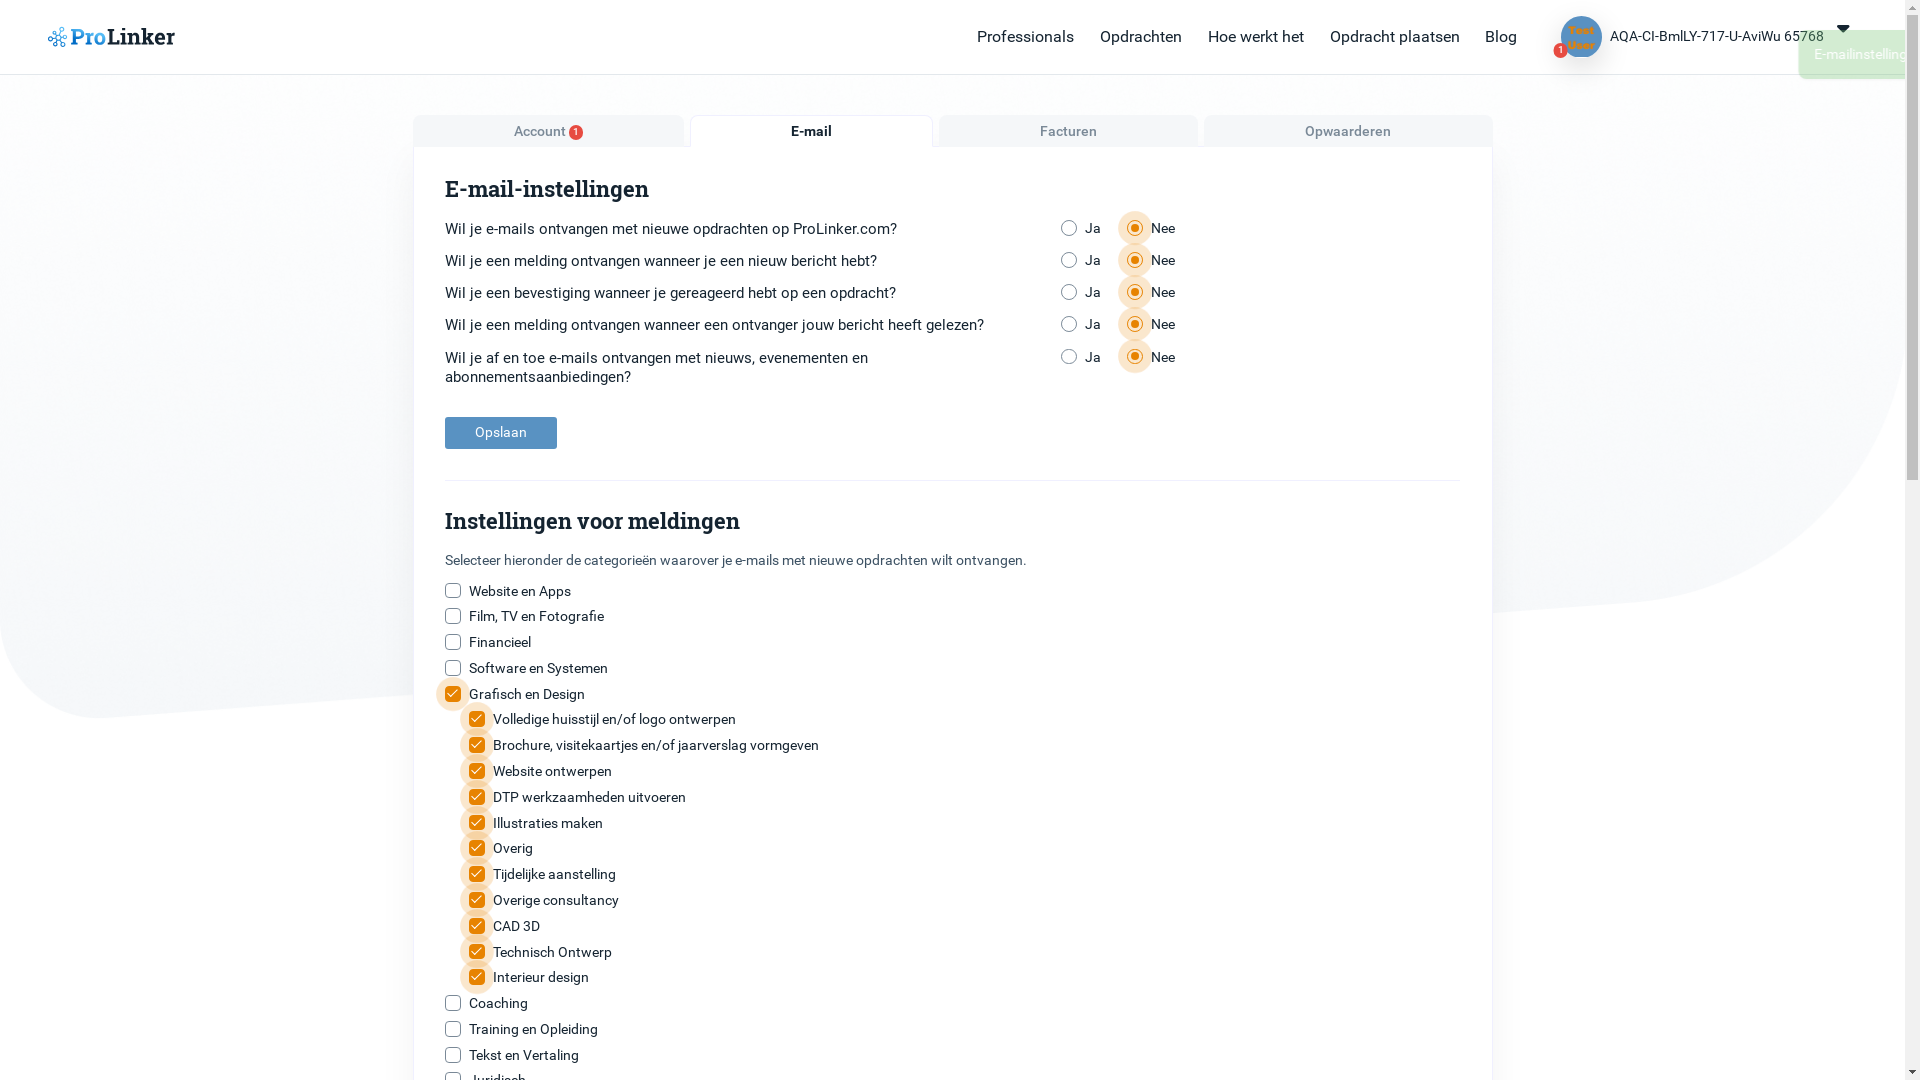 ProLinker
Professionals
Opdrachten
Hoe werkt het
Opdracht plaatsen
Blog
Test
User
1
AQA-CI-BmlLY-717-U-AviWu 65768
E-mailinstelling
Account 1
E-mail
Facturen
Opwaarderen
E-mail-instellingen
Wil je e-mails ontvangen met nieuwe opdrachten op ProLinker.com? Ja Nee
Wil je een melding ontvangen wanneer je een nieuw bericht hebt? Ja Nee
Wil je een bevestiging wanneer je gereageerd hebt op een opdracht? Ja Nee
Wil je een melding ontvangen wanneer een ontvanger jouw bericht heeft gelezen? Ja Nee
Wil je af en toe e-mails ontvangen met nieuws, evenementen en Ja Nee
abonnementsaanbiedingen?
Opslaan
Instellingen voor meldingen
Selecteer hieronder de categorieën waarover je e-mails met nieuwe opdrachten wilt ontvangen.
Website en Apps
Film, TV en Fotografie
Financieel
Software en Systemen
Grafisch en Design
Volledige huisstijl en/of logo ontwerpen
Brochure, visitekaartjes en/of jaarverslag vormgeven
Website ontwerpen
DTP werkzaamheden uitvoeren
Illustraties maken
Overig
Tijdelijke aanstelling
Overige consultancy
CAD 3D
Technisch Ontwerp
Interieur design
Coaching
Training en Opleiding
Tekst en Vertaling
Juridisch